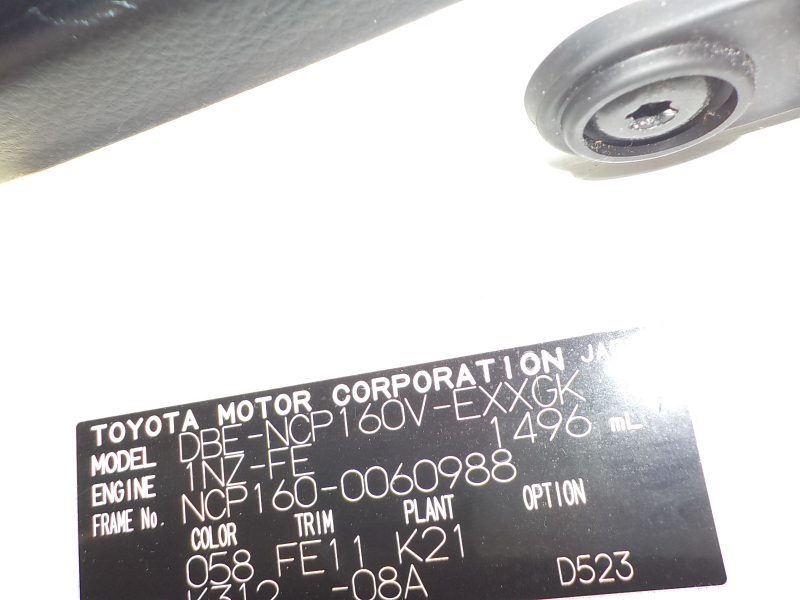 TOYOTA MOTOR CORPORATION
MODEL DBE-NCP160V-EXXGK
ENGINE 1NZ-FE 1496 mL
FRAME No. NCP160-0060988
COLOR TRIM PLANT OPTION
058 FE11 K21
K312 -08A D523